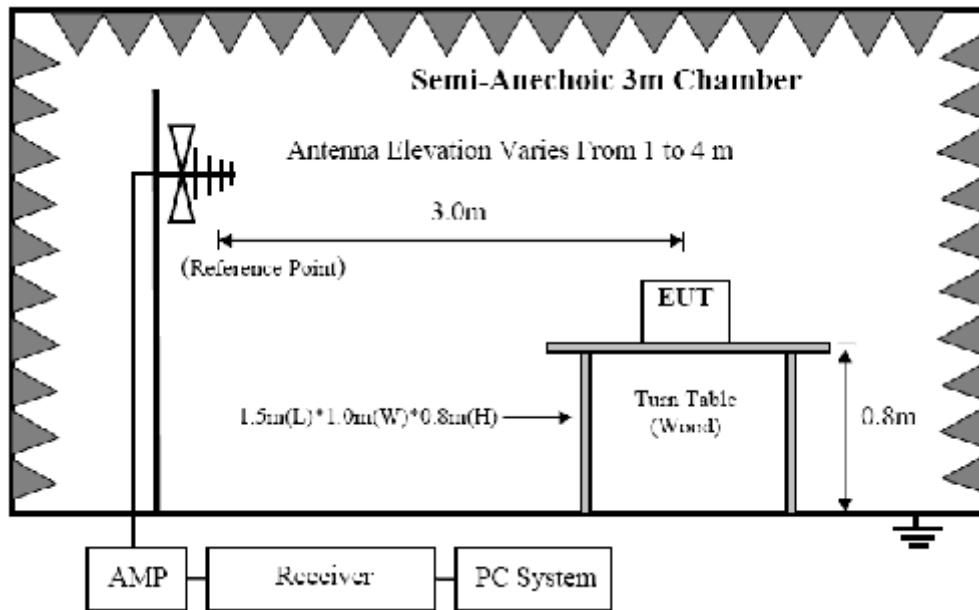 Semi-Anechoic 3m Chamber
Antenna Elevation Varies From 1 to 4 m
3.0m
(Reference Point)
EUT
1.5m(L)*1.0m(W)*0.8m(H)
Turn Table
(Wood)
0.8m
AMP
Receiver
PC System